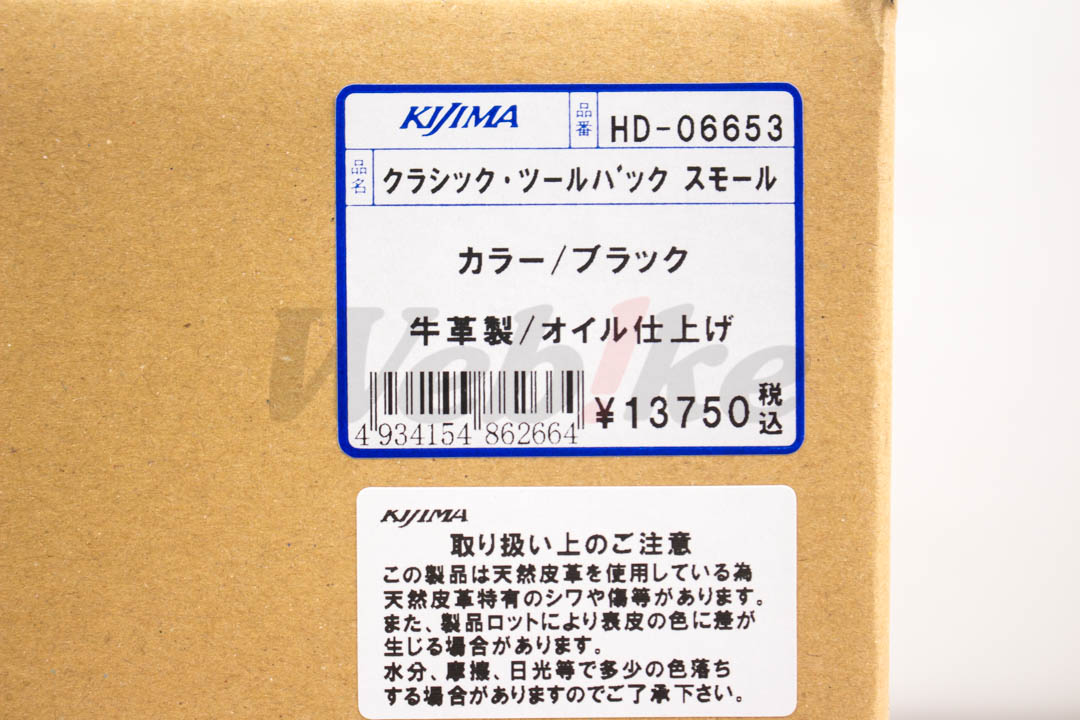 KIJIMA 品番 HD-06653
品名 クラシック・ツールバック スモール
カラー/ブラック
牛革製/オイル仕上げ
Webike
¥13750税込
4 934154 862664
KIJIMA
取り扱い上のご注意
この製品は天然皮革を使用している為
天然皮革特有のシワや傷等があります。
また、製品ロットにより表皮の色に差が
生じる場合があります。
水分、摩擦、日光等で多少の色落ち
する場合がありますのでご了承下さい。